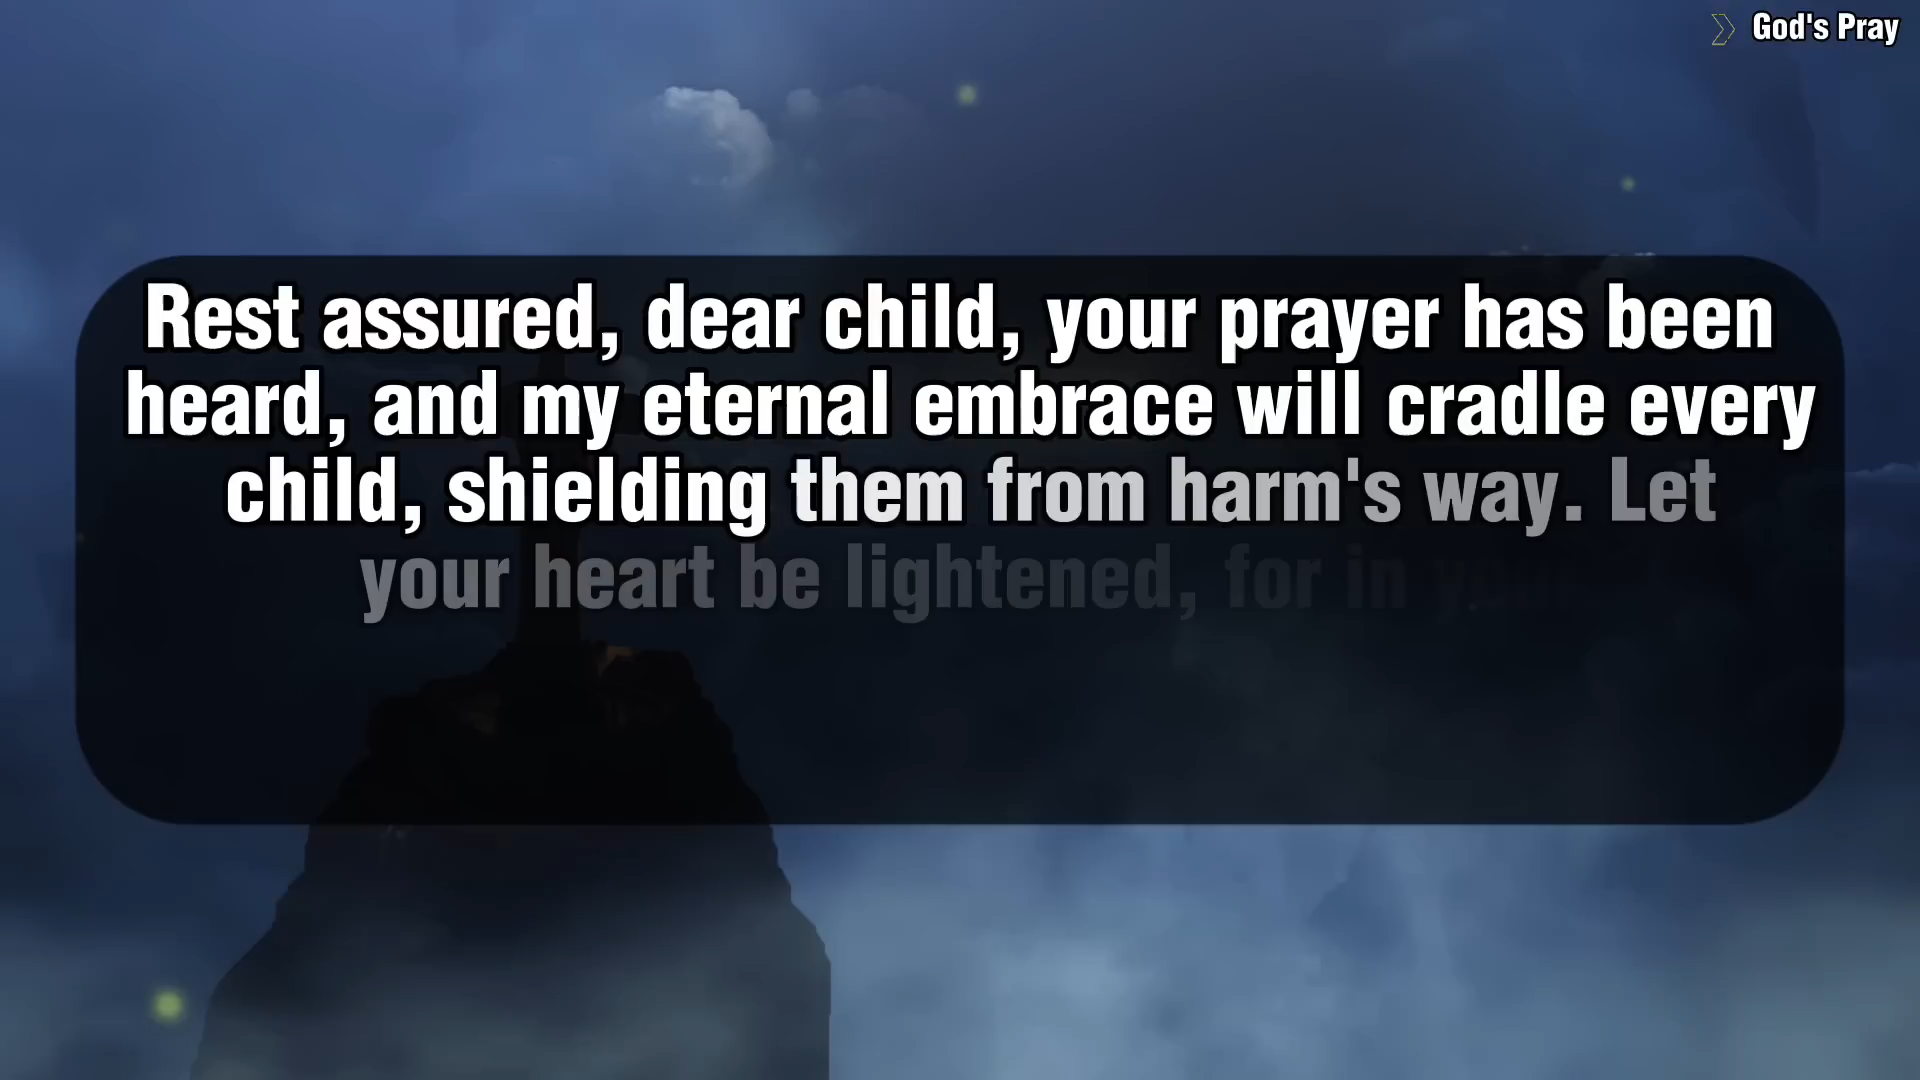 God's Pray
Rest assured, dear child, your prayer has been
heard, and my eternal embrace will cradle every
child, shielding them from harm's way. Let
your heart be lightened, for in